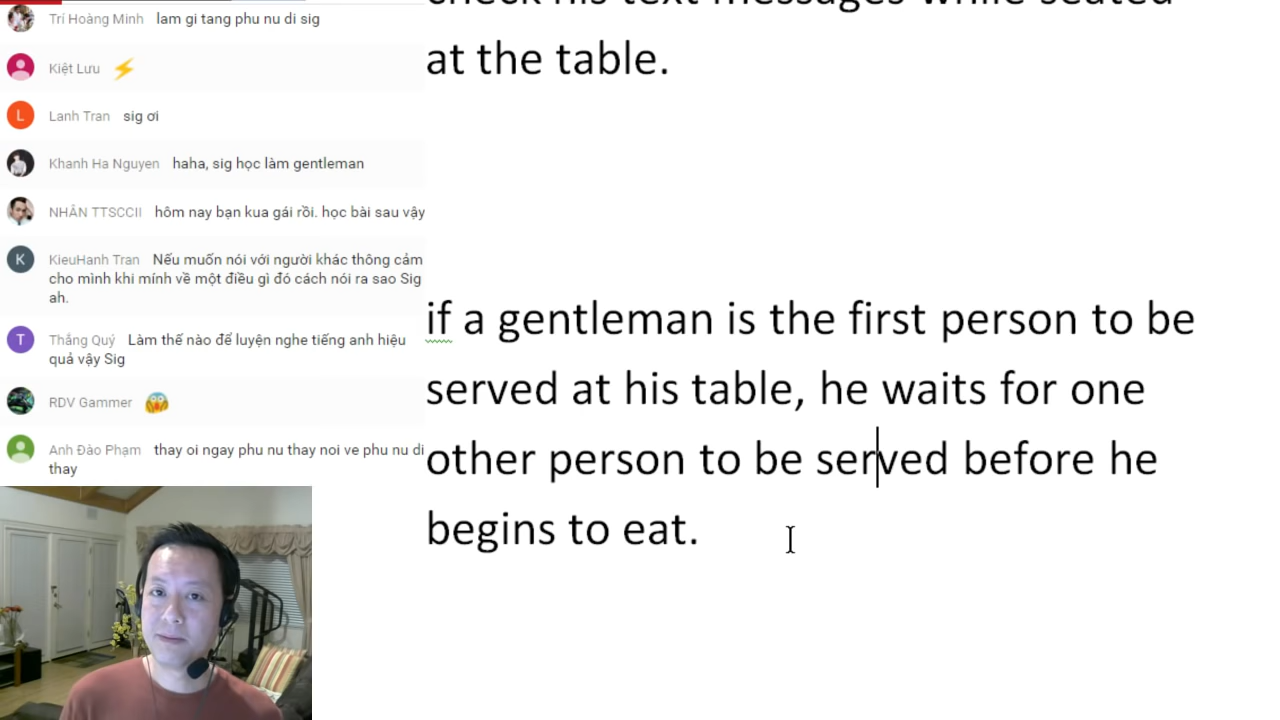 Trí Hoàng Minh lam gi tang phu nu di sig
Kiệt Lưu ⚡
L Lanh Tran sig ơi
Khanh Ha Nguyen haha, sig học làm gentleman
NHÂN TTSCCII hôm nay bạn kua gái rồi. học bài sau vậy
K KieuHanh Tran Nếu muốn nói với người khác thông cảm
cho mình khi mính về một điều gì đó cách nói ra sao Sig
ah.
T Thắng Quý Làm thế nào để luyện nghe tiếng anh hiệu
quả vậy Sig
RDV Gammer 😱
Anh Đào Phạm thay oi ngay phu nu thay noi ve phu nu di
thay
check his text messages while seated
at the table.
if a gentleman is the first person to be
served at his table, he waits for one
other person to be served before he
begins to eat.